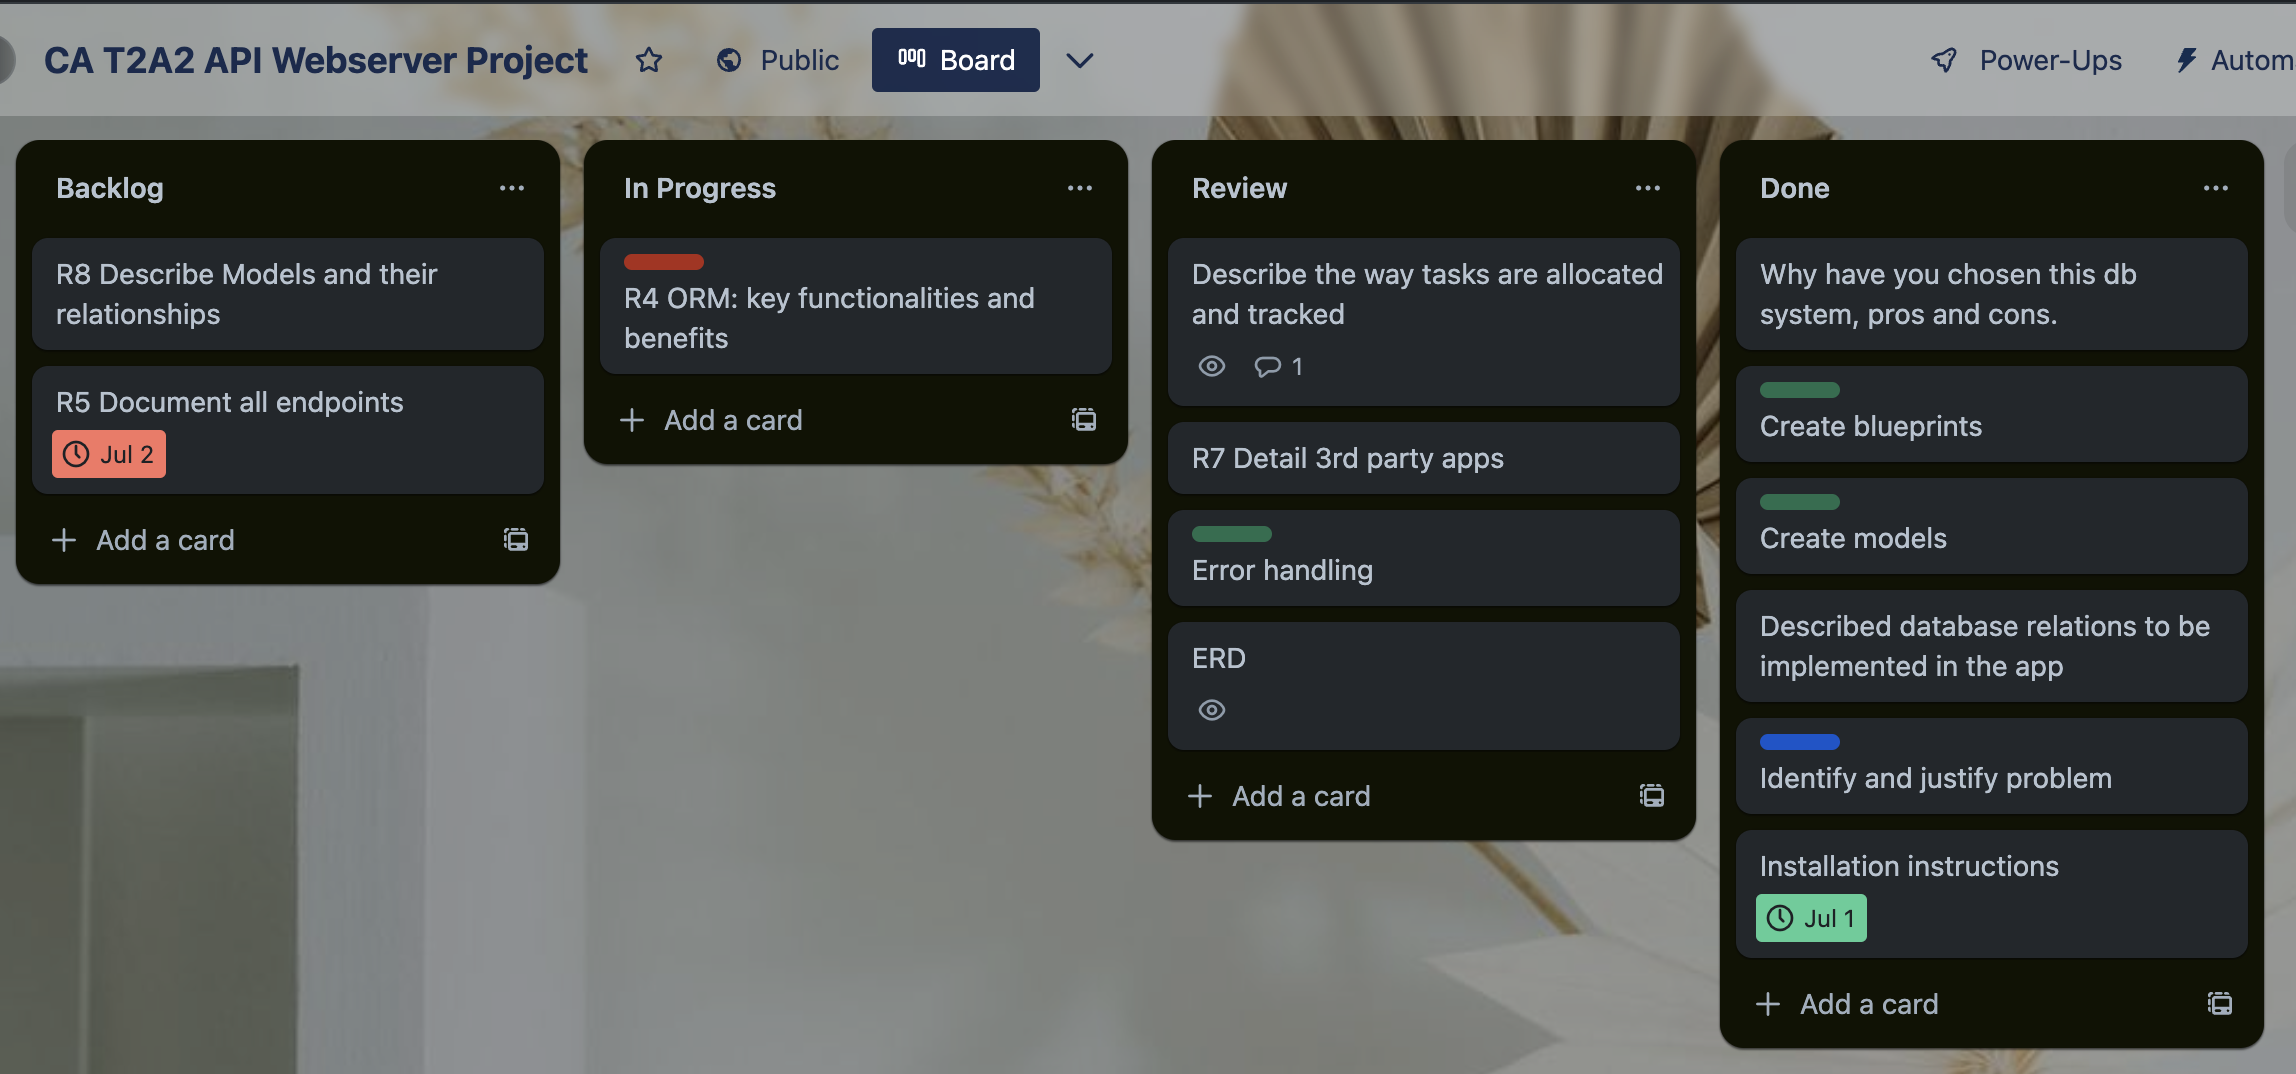 CA T2A2 API Webserver Project
Public
Board
Power-Ups
Autom
Backlog
R8 Describe Models and their
relationships
R5 Document all endpoints
Jul 2
Add a card
In Progress
R4 ORM: key functionalities and
benefits
Add a card
Review
Describe the way tasks are allocated
and tracked
1
R7 Detail 3rd party apps
Error handling
ERD
Add a card
Done
Why have you chosen this db
system, pros and cons.
Create blueprints
Create models
Described database relations to be
implemented in the app
Identify and justify problem
Installation instructions
Jul 1
Add a card